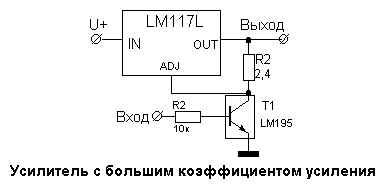 U+
LM117L
Выход
IN
OUT
ADJ
R2
2,4
Вход
R2
10к
T1
LM195
Усилитель с большим коэффициентом усиления